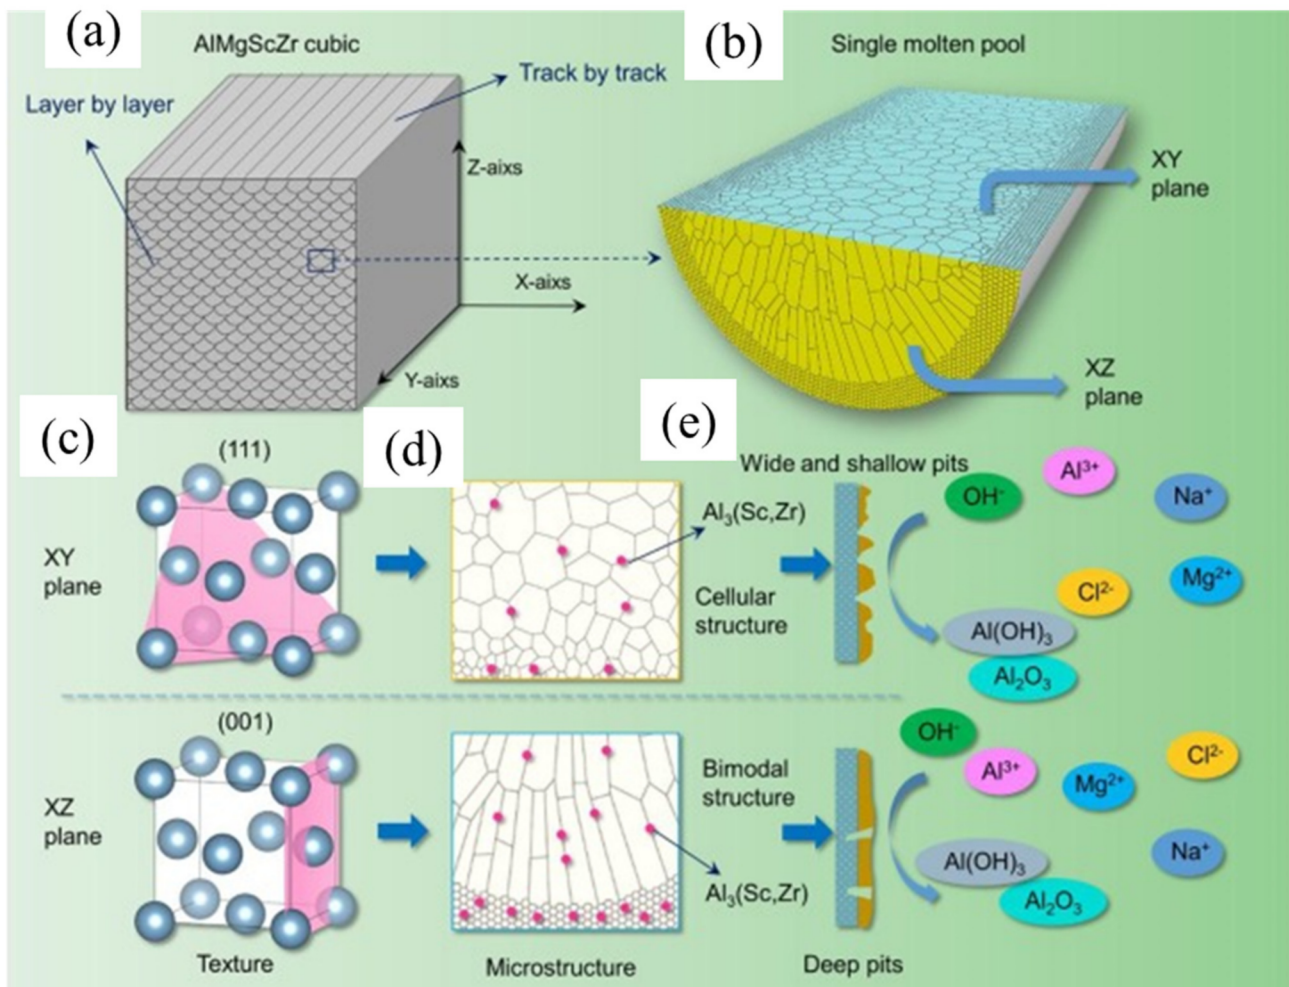 (a)
AlMgScZr cubic
Layer by layer
Track by track
Z-aixs
X-aixs
Y-aixs
(b)
Single molten pool
XY
plane
XZ
plane
(c)
(111)
XY
plane
(001)
XZ
plane
Texture
(d)
Al₃(Sc,Zr)
Cellular
structure
Bimodal
structure
Al₃(Sc,Zr)
Microstructure
(e)
Wide and shallow pits
OH⁻
Al³⁺
Na⁺
Cl²⁻
Mg²⁺
Al(OH)₃
Al₂O₃
OH⁻
Al³⁺
Mg²⁺
Cl²⁻
Al(OH)₃
Na⁺
Al₂O₃
Deep pits